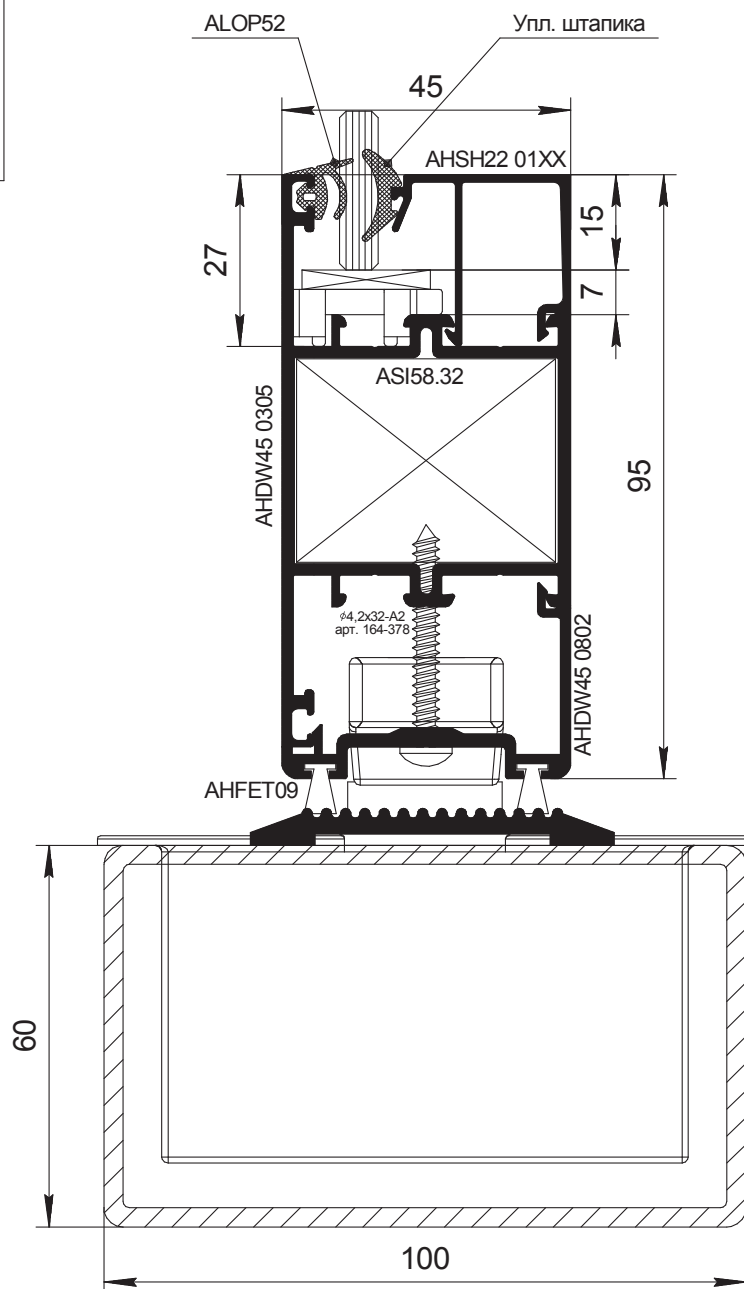 ALOP52
Упл. штапика
45
AHSH22 01XX
27
15
7
ASI58.32
AHDW45 0305
95
⌀4,2x32-A2
арт. 164-378
AHDW45 0802
AHFET09
60
100